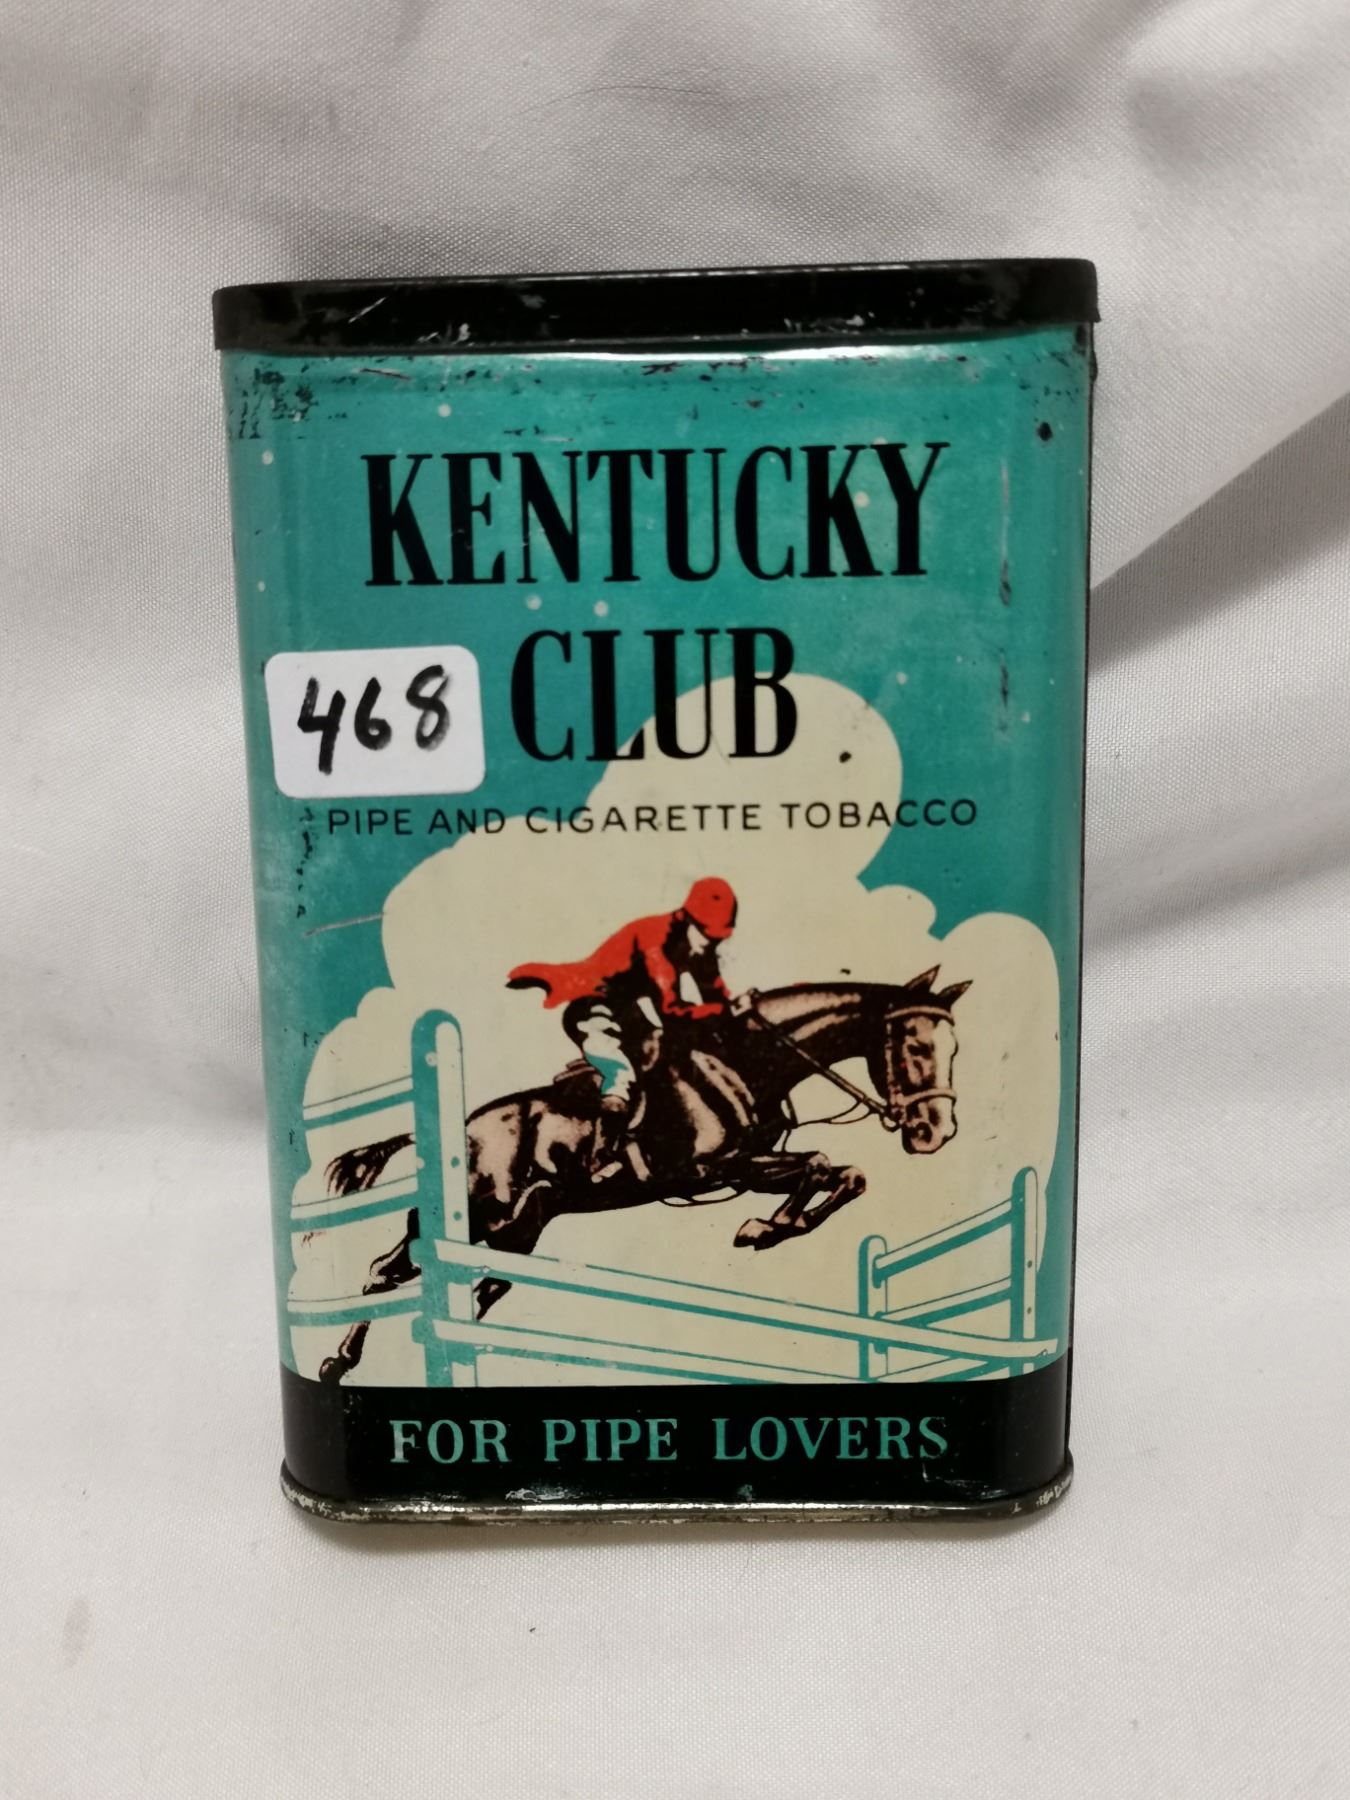 KENTUCKY
CLUB
468
PIPE AND CIGARETTE TOBACCO
FOR PIPE LOVERS